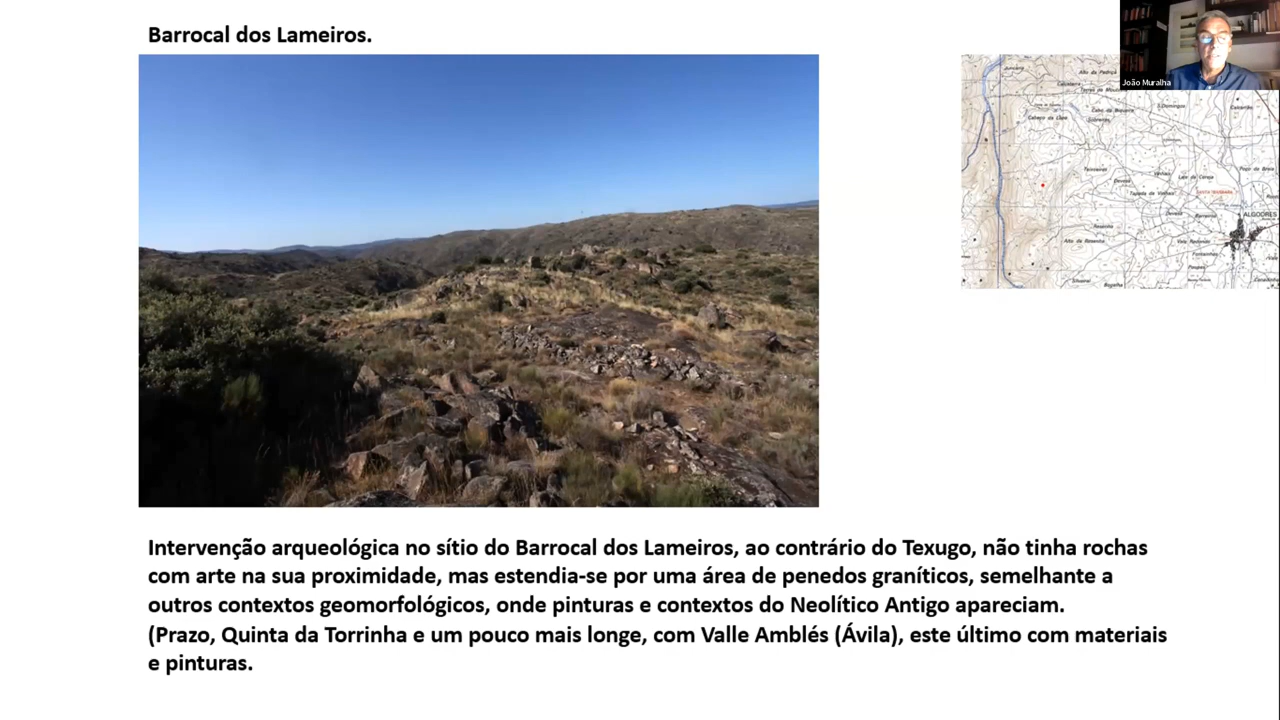 Barrocal dos Lameiros.
João Muralha
ALGODRES
Intervenção arqueológica no sítio do Barrocal dos Lameiros, ao contrário do Texugo, não tinha rochas
com arte na sua proximidade, mas estendia-se por uma área de penedos graníticos, semelhante a
outros contextos geomorfológicos, onde pinturas e contextos do Neolítico Antigo apareciam.
(Prazo, Quinta da Torrinha e um pouco mais longe, com Valle Amblés (Ávila), este último com materiais
e pinturas.